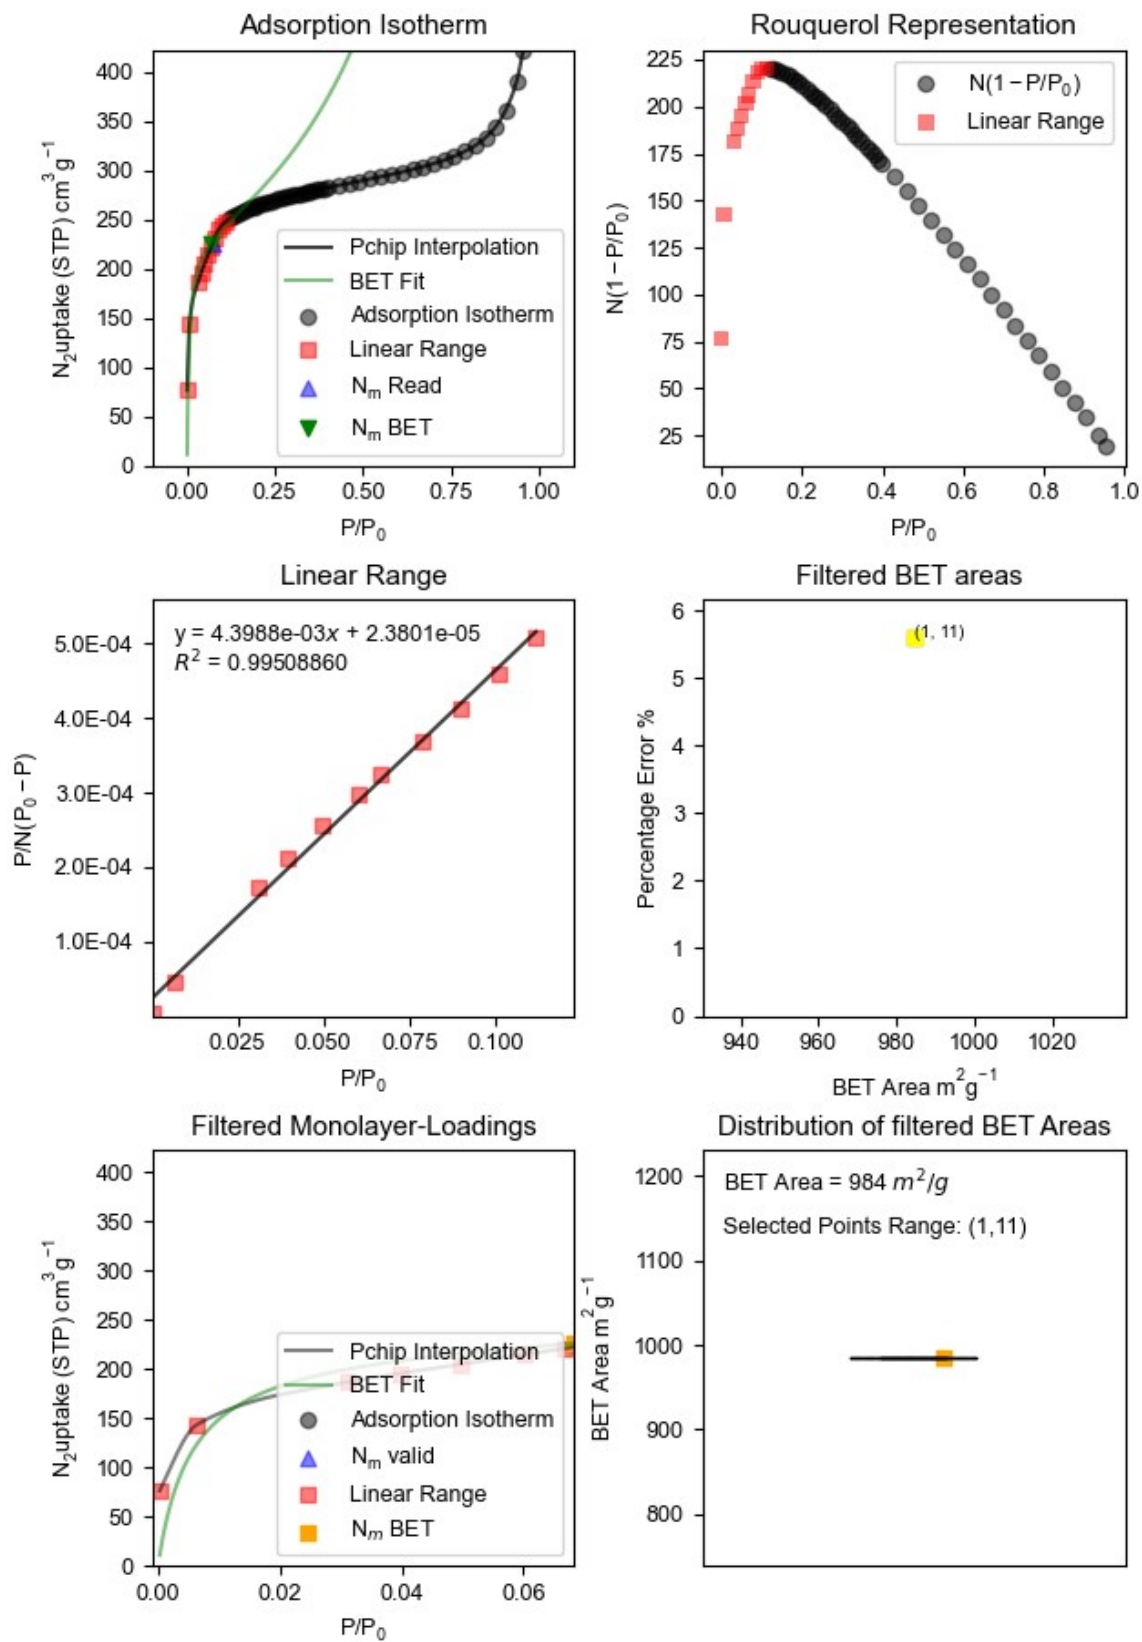 Adsorption Isotherm
N₂uptake (STP) cm³g⁻¹
400
350
300
250
200
150
100
50
0
0.00 0.25 0.50 0.75 1.00
P/P₀
Pchip Interpolation
BET Fit
Adsorption Isotherm
Linear Range
Nₘ Read
Nₘ BET
Rouquerol Representation
N(1−P/P₀)
225
200
175
150
125
100
75
50
25
0.0 0.2 0.4 0.6 0.8 1.0
P/P₀
N(1−P/P₀)
Linear Range
Linear Range
P/N(P₀−P)
5.0E-04
4.0E-04
3.0E-04
2.0E-04
1.0E-04
0.025 0.050 0.075 0.100
P/P₀
y = 4.3988e-03x + 2.3801e-05
R² = 0.99508860
Filtered BET areas
Percentage Error %
6
5
4
3
2
1
0
940 960 980 1000 1020
BET Area m²g⁻¹
(1, 11)
Filtered Monolayer-Loadings
N₂uptake (STP) cm³g⁻¹
400
350
300
250
200
150
100
50
0
0.00 0.02 0.04 0.06
P/P₀
Pchip Interpolation
BET Fit
Adsorption Isotherm
Nₘ valid
Linear Range
Nₘ BET
Distribution of filtered BET Areas
BET Area m²g⁻¹
1200
1100
1000
900
800
BET Area = 984 m²/g
Selected Points Range: (1,11)